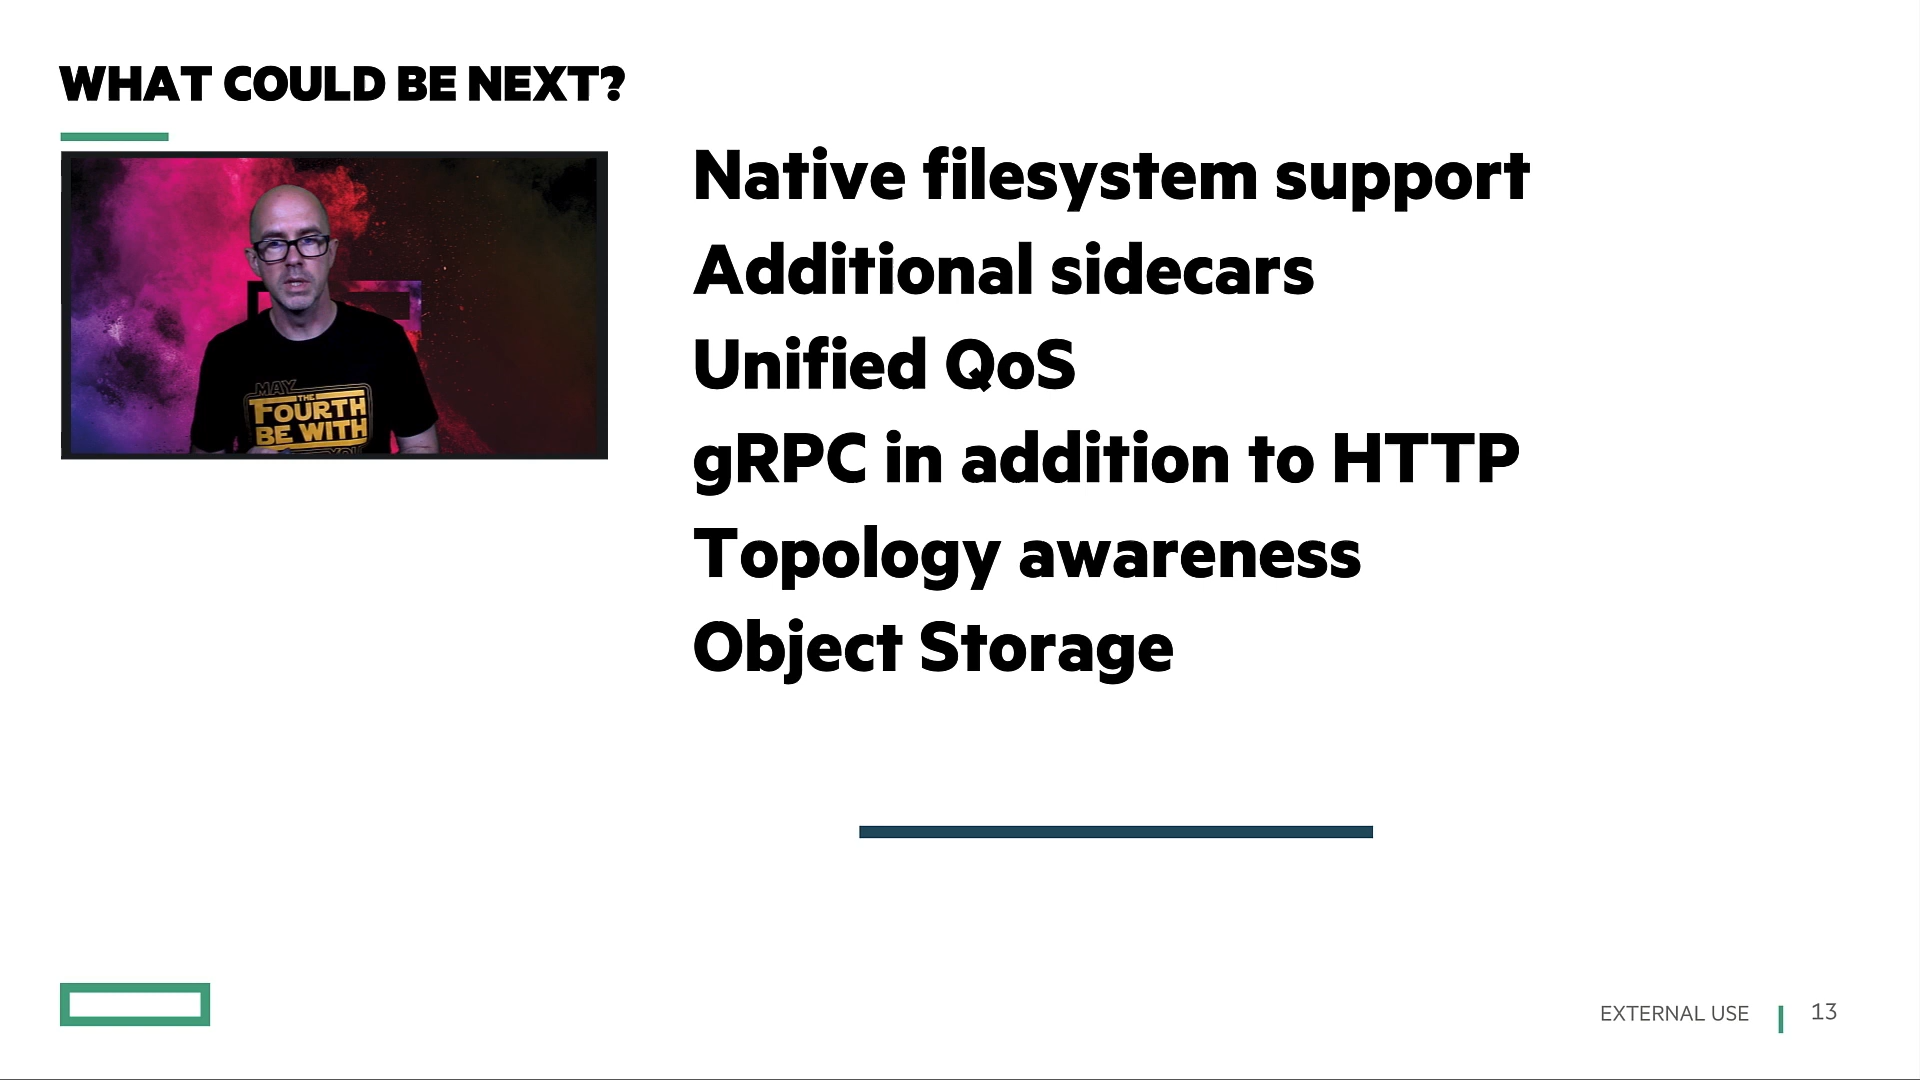 WHAT COULD BE NEXT?
Native filesystem support
Additional sidecars
Unified QoS
gRPC in addition to HTTP
Topology awareness
Object Storage
MAY
THE
FOURTH
BE WITH
YOU
EXTERNAL USE
13